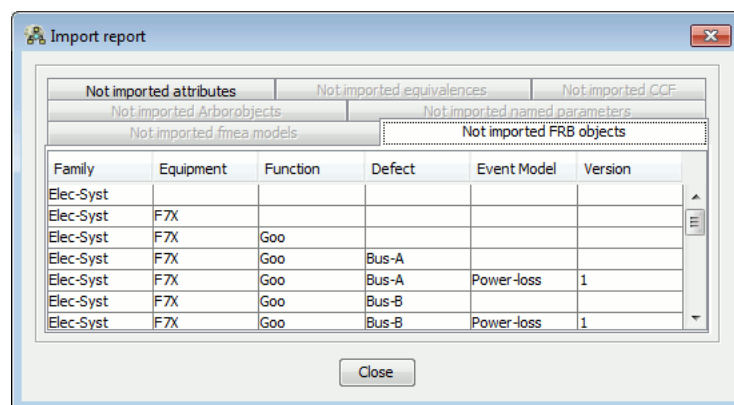 Import report
Not imported attributes Not imported equivalences Not imported CCF
Not imported Arborobjects Not imported named parameters
Not imported fmea models Not imported FRB objects
Family Equipment Function Defect Event Model Version
Elec-Syst
Elec-Syst F7X
Elec-Syst F7X Goo
Elec-Syst F7X Goo Bus-A
Elec-Syst F7X Goo Bus-A Power-loss 1
Elec-Syst F7X Goo Bus-B
Elec-Syst F7X Goo Bus-B Power-loss 1
Close